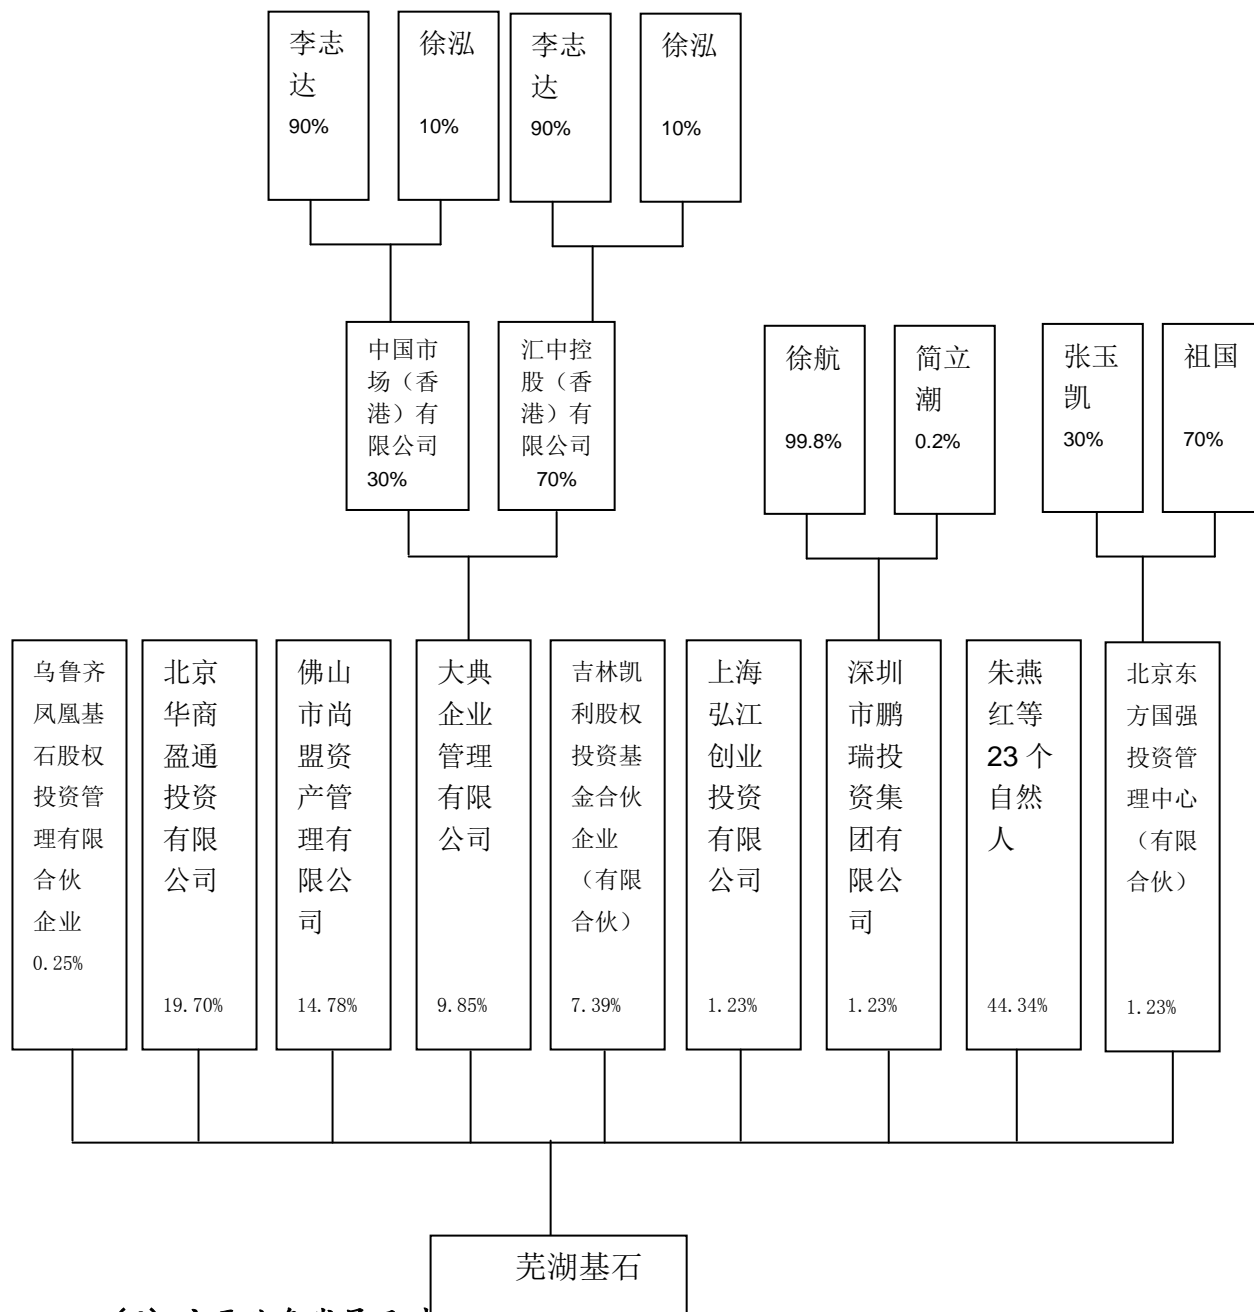 李志
达
90%
徐泓
10%
李志
达
90%
徐泓
10%
中国市
场（香
港）有
限公司
30%
汇中控
股（香
港）有
限公司
70%
徐航
99.8%
简立
潮
0.2%
张玉
凯
30%
祖国
70%
乌鲁齐
凤凰基
石股权
投资管
理有限
合伙
企业
0.25%
北京
华商
盈通
投资
有限
公司
19.70%
佛山
市尚
盟资
产管
理有
限公
司
14.78%
大典
企业
管理
有限
公司
9.85%
吉林凯
利股权
投资基
金合伙
企业
（有限
合伙）
7.39%
上海
弘江
创业
投资
有限
公司
1.23%
深圳
市鹏
瑞投
资集
团有
限公
司
1.23%
朱燕
红等
23 个
自然
人
44.34%
北京东
方国强
投资管
理中心
（有限
合伙）
1.23%
芜湖基石